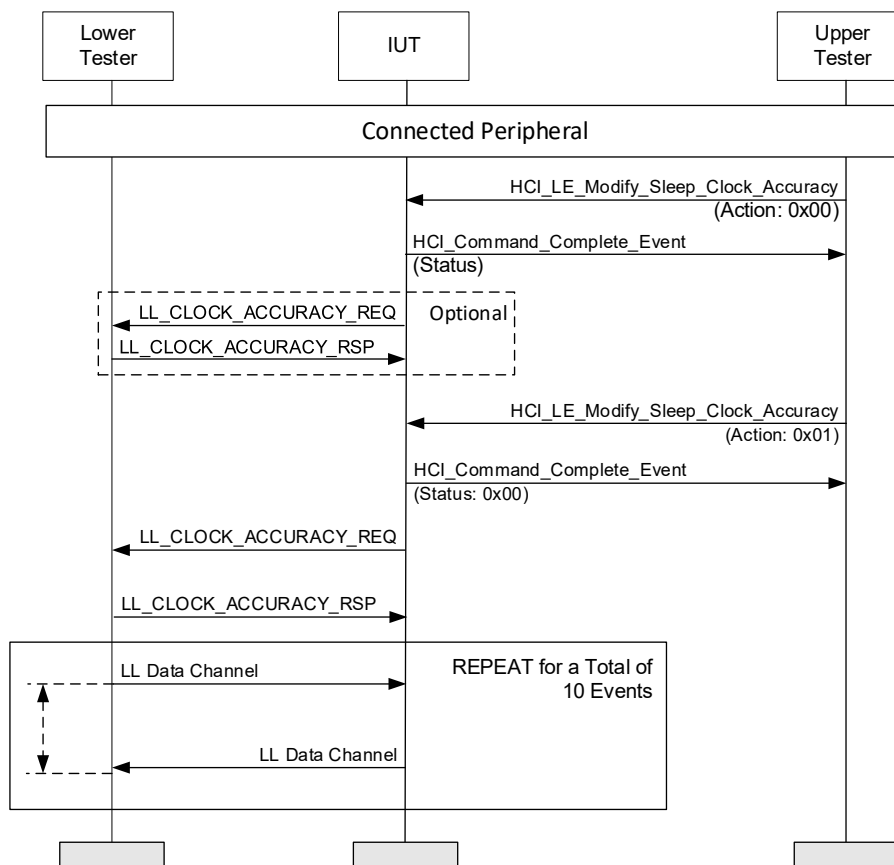 Lower
Tester
IUT
Upper
Tester
Connected Peripheral
HCI_LE_Modify_Sleep_Clock_Accuracy
(Action: 0x00)
HCI_Command_Complete_Event
(Status)
LL_CLOCK_ACCURACY_REQ
Optional
LL_CLOCK_ACCURACY_RSP
HCI_LE_Modify_Sleep_Clock_Accuracy
(Action: 0x01)
HCI_Command_Complete_Event
(Status: 0x00)
LL_CLOCK_ACCURACY_REQ
LL_CLOCK_ACCURACY_RSP
LL Data Channel
REPEAT for a Total of
10 Events
LL Data Channel